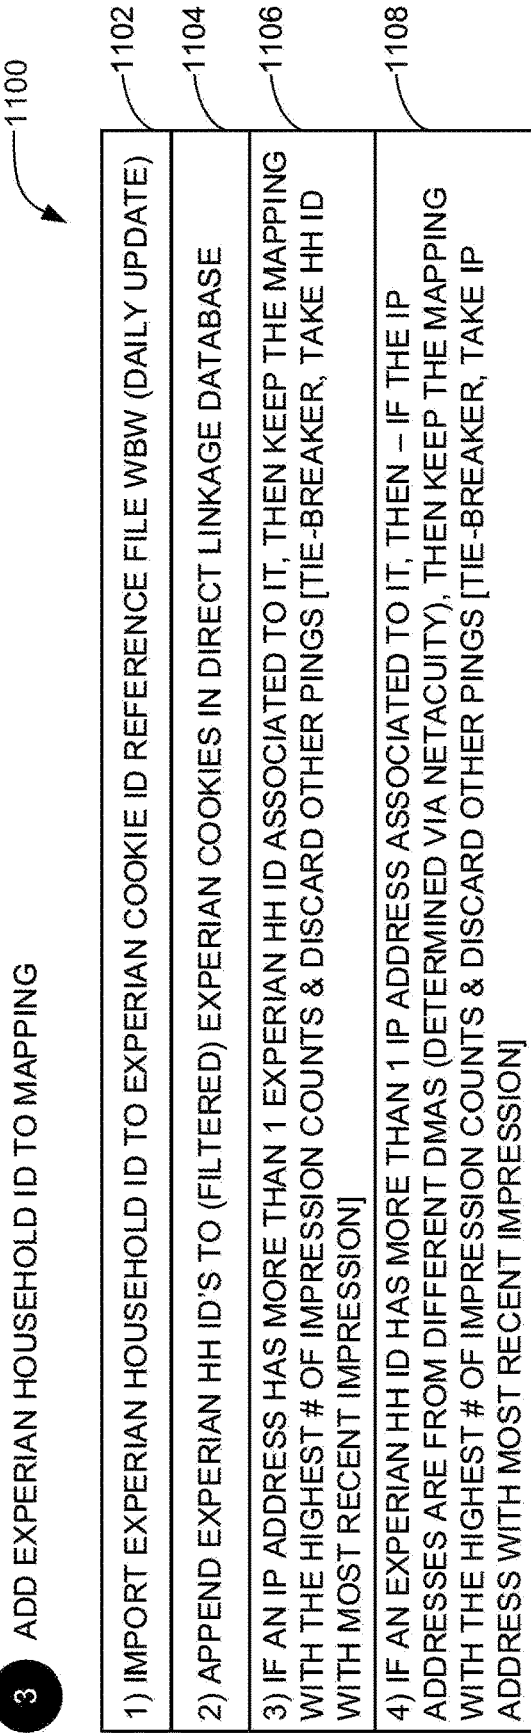 3 ADD EXPERIAN HOUSEHOLD ID TO MAPPING
1100
1) IMPORT EXPERIAN HOUSEHOLD ID TO EXPERIAN COOKIE ID REFERENCE FILE WBW (DAILY UPDATE)
1102
2) APPEND EXPERIAN HH ID'S TO (FILTERED) EXPERIAN COOKIES IN DIRECT LINKAGE DATABASE
1104
3) IF AN IP ADDRESS HAS MORE THAN 1 EXPERIAN HH ID ASSOCIATED TO IT, THEN KEEP THE MAPPING
WITH THE HIGHEST # OF IMPRESSION COUNTS & DISCARD OTHER PINGS [TIE-BREAKER, TAKE HH ID
WITH MOST RECENT IMPRESSION]
1106
4) IF AN EXPERIAN HH ID HAS MORE THAN 1 IP ADDRESS ASSOCIATED TO IT, THEN – IF THE IP
ADDRESSES ARE FROM DIFFERENT DMAS (DETERMINED VIA NETACUITY), THEN KEEP THE MAPPING
WITH THE HIGHEST # OF IMPRESSION COUNTS & DISCARD OTHER PINGS [TIE-BREAKER, TAKE IP
ADDRESS WITH MOST RECENT IMPRESSION]
1108